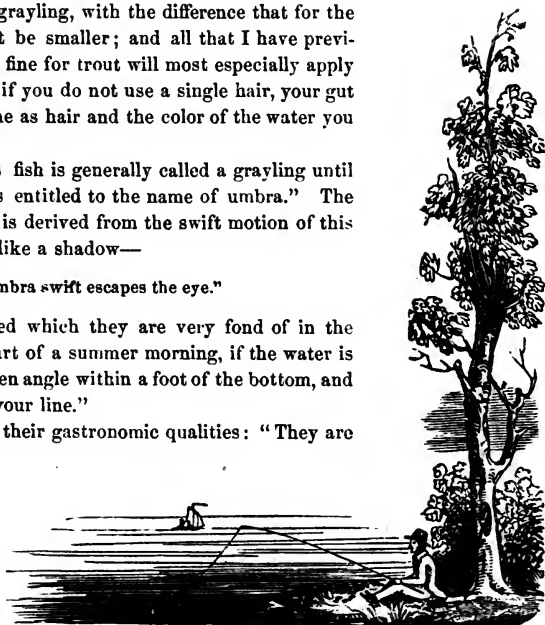 grayling, with the difference that for the
be smaller; and all that I have previ-
fine for trout will most especially apply
if you do not use a single hair, your gut
as hair and the color of the water you
fish is generally called a grayling until
entitled to the name of umbra." The
is derived from the swift motion of this
like a shadow—
swift escapes the eye."
which they are very fond of in the
of a summer morning, if the water is
angle within a foot of the bottom, and
your line."
their gastronomic qualities: "They are